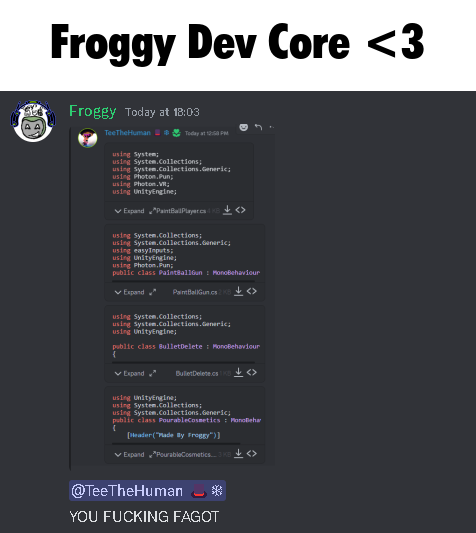 Froggy Dev Core <3
Froggy Today at 18:03
TeeTheHuman Today at 12:58 PM
using System;
using System.Collections;
using System.Collections.Generic;
using Photon.Pun;
using Photon.VR;
using UnityEngine;
Expand PaintBallPlayer.cs
using System.Collections;
using System.Collections.Generic;
using easyInputs;
using UnityEngine;
using Photon.Pun;
public class PaintBallGun : MonoBehaviour
Expand PaintBallGun.cs
using System.Collections;
using System.Collections.Generic;
using UnityEngine;
public class BulletDelete : MonoBehaviour
{
Expand BulletDelete.cs
using UnityEngine;
using System.Collections;
using System.Collections.Generic;
public class PourableCosmetics : MonoBehav
{
[Header("Made By Froggy")]
Expand PourableCosmetics...
@TeeTheHuman
YOU FUCKING FAGOT